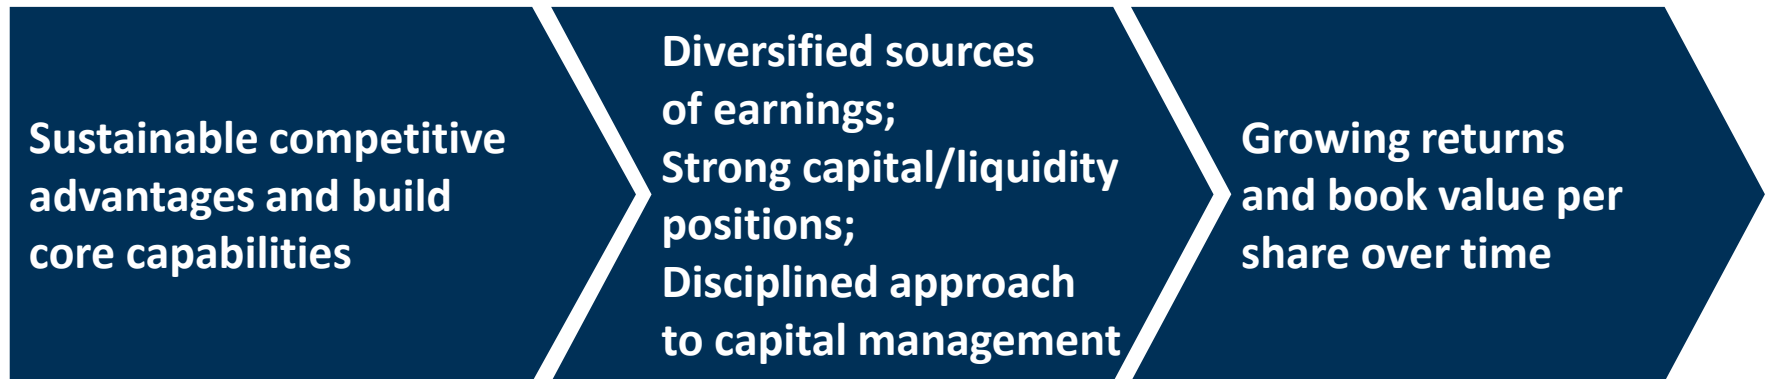 Sustainable competitive
advantages and build
core capabilities
Diversified sources
of earnings;
Strong capital/liquidity
positions;
Disciplined approach
to capital management
Growing returns
and book value per
share over time